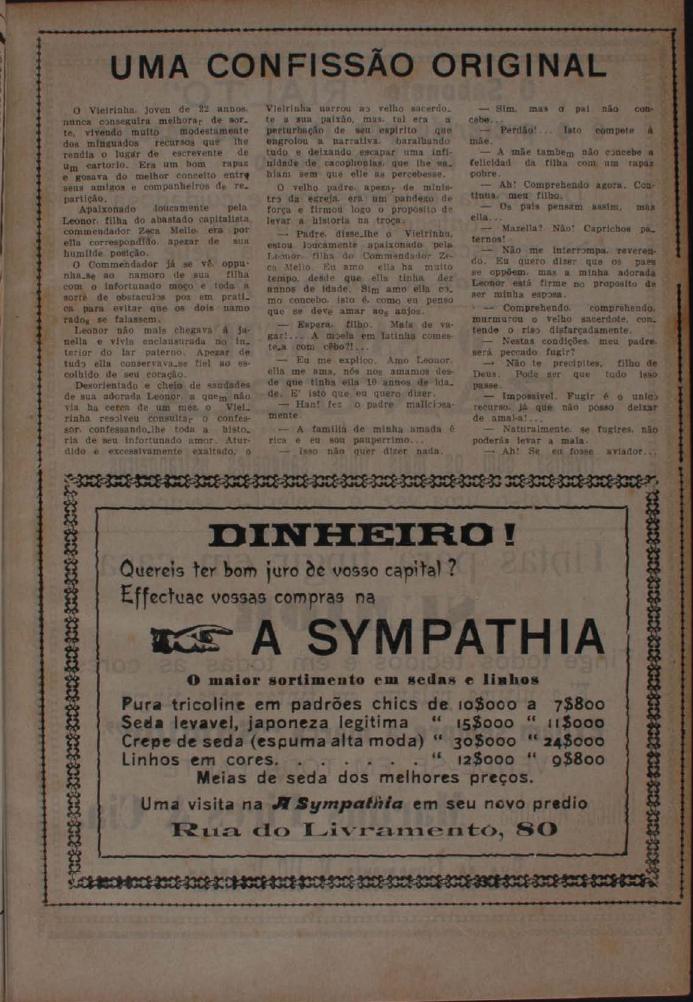 UMA CONFISSÃO ORIGINAL
O Vieirinha, joven de 22 annos,
nunca conseguira melhorar de sor-
te, vivendo muito modestamente
dos minguados recursos que lhe
rendia o lugar de escrevente de
um cartorio. Era um bom rapaz
e gosava do melhor conceito entre
seus amigos e companheiros de re-
partição.
Apaixonado loucamente pela
Leonor, filha do abastado capitalista,
commendador Zeca Mello, era por
ella correspondido, apezar de sua
humilde posição.
O Commendador já se vê, oppu-
nha-se ao namoro de sua filha
com o infortunado moço e toda a
sorte de obstaculos poz em prati-
ca para evitar que os dois namo
rados se falassem.
Leonor não mais chegava á ja-
nella e vivia enclausurada no in-
terior do lar paterno. Apezar de
tudo ella conservava-se fiel ao es-
colhido de seu coração.
Desorientado e cheio de saudades
de sua adorada Leonor, a quem não
via ha cerca de um mez, o Viei-
rinha resolveu consultar o confes-
sor, confessando-lhe toda a histo-
ria de seu infortunado amor. Atur-
dido e excessivamente exaltado, o
Vieirinha narrou ao velho sacerdo-
te a sua paixão, mas, tal era a
perturbação de seu espirito que
engrolou a narrativa, baralhando
tudo e deixando escapar uma infi-
nidade de cacophonias, que lhe sa-
hiam sem que elle as percebesse.
O velho padre, apezar de minis-
tro da egreja, era um pandego de
força e firmou logo o proposito de
levar a historia na troça.
— Padre, disse-lhe o Vieirinha,
estou loucamente apaixonado pela
Leonor, filha do Commendador Ze-
ca Mello. Eu amo ella ha muito
tempo, desde que ella tinha dez
annos de idade. Sim amo ella co-
mo concebo, isto é, como eu penso
que se deve amar aos anjos.
— Espera, filho. Mais de va-
gar!... A moela em latinha comes-
te-a com cêbo?!...
— Eu me explico. Amo Leonor,
ella me ama, nós nos amamos des-
de que tinha ella 10 annos de ida-
de. E' isto que eu quero dizer.
— Han! fez o padre maliciosa-
mente.
— A familia de minha amada é
rica e eu sou pauperrimo...
— Isso não quer dizer nada.
— Sim, mas o pai não con-
cebe...
— Perdão!... Isto compete á
mãe.
— A mãe tambem não concebe a
felicidad da filha com um rapaz
pobre.
— Ah! Comprehendo agora. Con-
tinua, meu filho.
— Os pais pensam assim, mas
ella...
— Mazella? Não! Caprichos pa-
ternos!
— Não me interrompa, reveren-
do. Eu quero dizer que os paes
se oppõem, mas a minha adorada
Leonor está firme no proposito de
ser minha esposa.
— Comprehendo, comprehendo,
murmurou o velho sacerdote, con-
tendo o riso disfarçadamente.
— Nestas condições, meu padre,
será peccado fugir?
— Não te precipites, filho de
Deus. Pode ser que tudo isso
passe.
— Impossivel. Fugir é o unico
recurso, já que não posso deixar
de amal-a!...
— Naturalmente, se fugires, não
poderás levar a mala.
— Ah! Se eu fosse aviador...
DINHEIRO!
Quereis ter bom juro de vosso capital ?
Effectuae vossas compras na
A SYMPATHIA
O maior sortimento em sedas e linhos
Pura tricoline em padrões chics de 10$000 a 7$800
Seda levavel, japoneza legitima “ 15$000 “ 11$000
Crepe de seda (espuma alta moda) “ 30$000 “ 24$000
Linhos em cores. . . . . . . “ 12$000 “ 9$800
Meias de seda dos melhores preços.
Uma visita na A Sympathia em seu novo predio
Rua do Livramento, 80